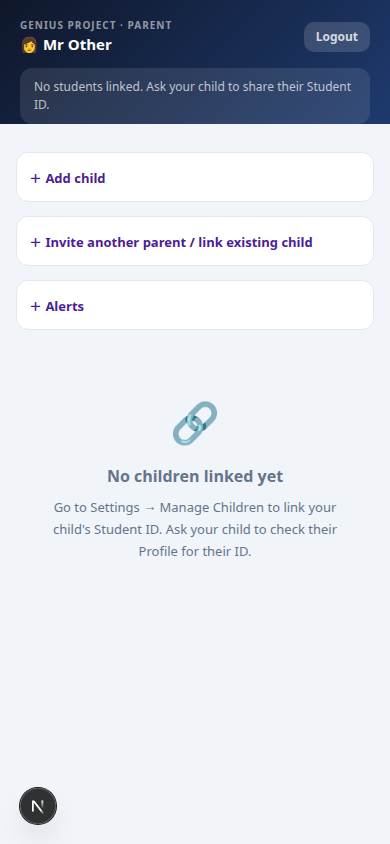 GENIUS PROJECT · PARENT
👩 Mr Other
Logout
No students linked. Ask your child to share their Student
ID.
+ Add child
+ Invite another parent / link existing child
+ Alerts
No children linked yet
Go to Settings → Manage Children to link your
child's Student ID. Ask your child to check their
Profile for their ID.
N